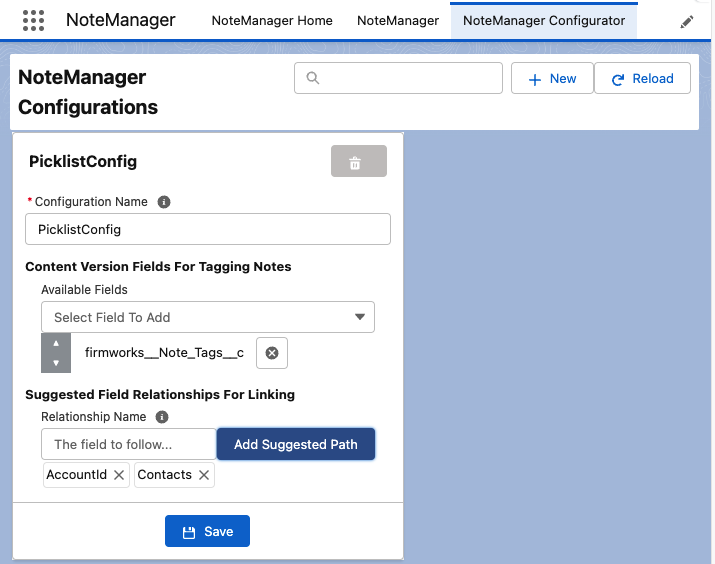 NoteManager
NoteManager Home
NoteManager
NoteManager Configurator
NoteManager
Configurations
New
Reload
PicklistConfig
* Configuration Name
PicklistConfig
Content Version Fields For Tagging Notes
Available Fields
Select Field To Add
firmworks__Note_Tags__c
Suggested Field Relationships For Linking
Relationship Name
The field to follow...
Add Suggested Path
AccountId
Contacts
Save